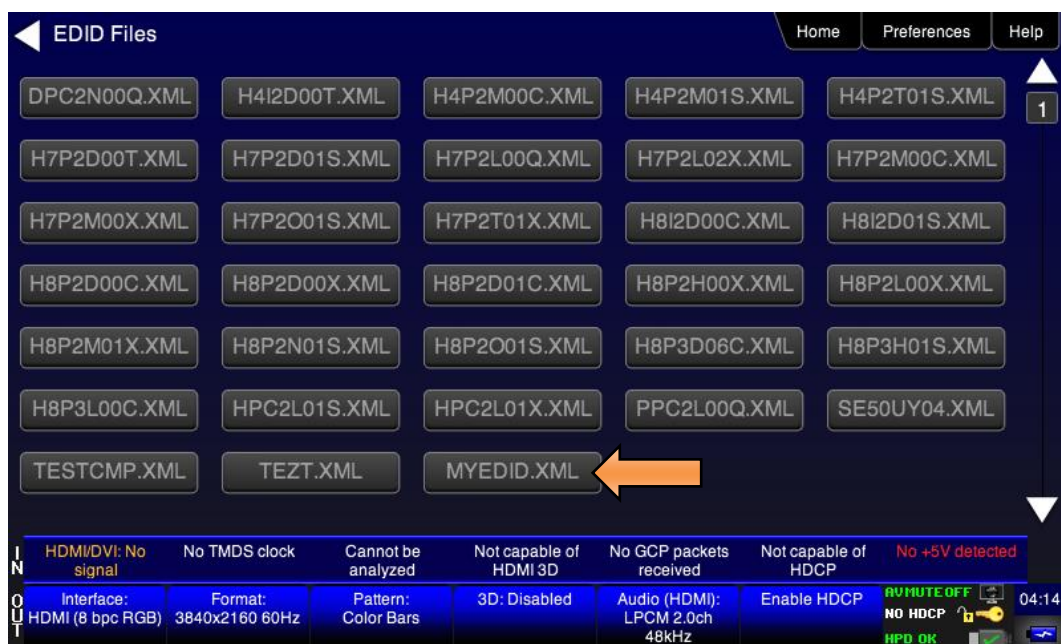 EDID Files
Home Preferences Help
DPC2N00Q.XML H4I2D00T.XML H4P2M00C.XML H4P2M01S.XML H4P2T01S.XML
1
H7P2D00T.XML H7P2D01S.XML H7P2L00Q.XML H7P2L02X.XML H7P2M00C.XML
H7P2M00X.XML H7P2O01S.XML H7P2T01X.XML H8I2D00C.XML H8I2D01S.XML
H8P2D00C.XML H8P2D00X.XML H8P2D01C.XML H8P2H00X.XML H8P2L00X.XML
H8P2M01X.XML H8P2N01S.XML H8P2O01S.XML H8P3D06C.XML H8P3H01S.XML
H8P3L00C.XML HPC2L01S.XML HPC2L01X.XML PPC2L00Q.XML SE50UY04.XML
TESTCMP.XML TEZT.XML MYEDID.XML
IN
HDMI/DVI: No
signal
No TMDS clock
Cannot be
analyzed
Not capable of
HDMI 3D
No GCP packets
received
Not capable of
HDCP
No +5V detected
OUT
Interface:
HDMI (8 bpc RGB)
Format:
3840x2160 60Hz
Pattern:
Color Bars
3D: Disabled
Audio (HDMI):
LPCM 2.0ch
48kHz
Enable HDCP
AVMUTE OFF
NO HDCP
HPD OK
04:14